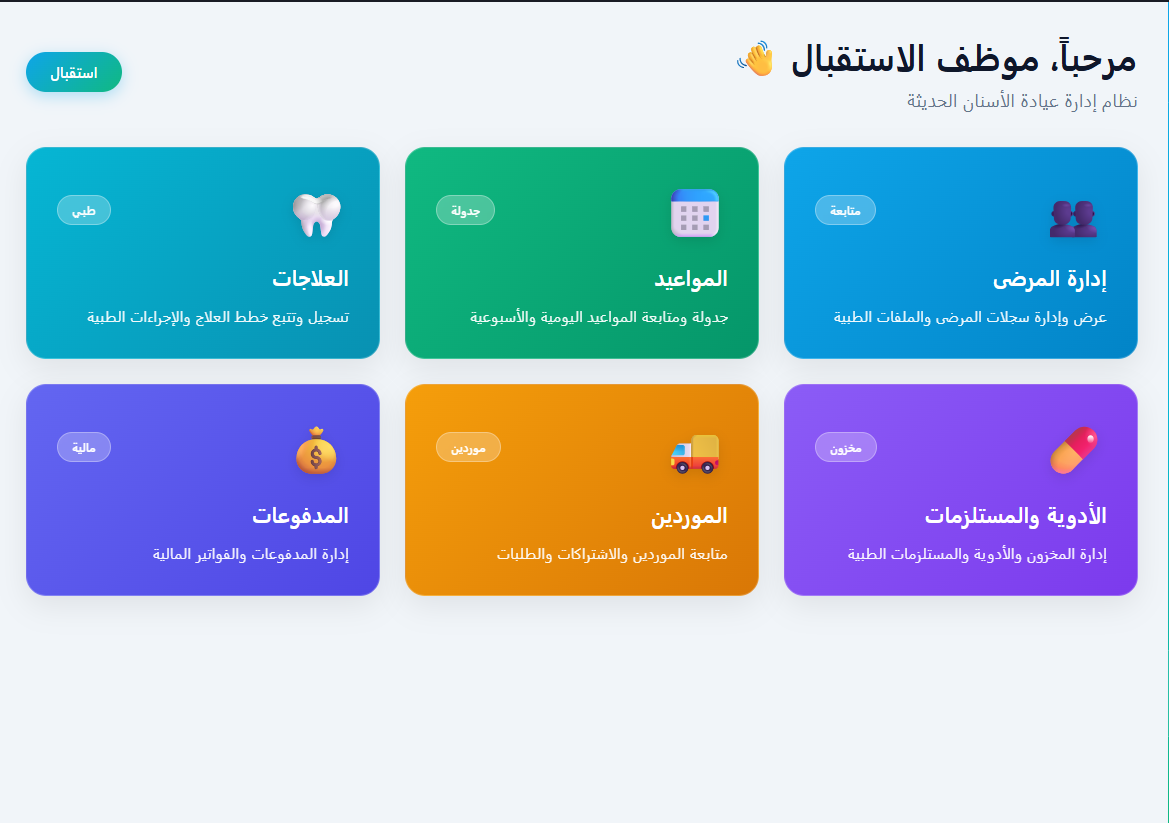 مرحباً، موظف الاستقبال 👋
نظام إدارة عيادة الأسنان الحديثة
استقبال
متابعة
إدارة المرضى
عرض وإدارة سجلات المرضى والملفات الطبية
جدولة
المواعيد
جدولة ومتابعة المواعيد اليومية والأسبوعية
طبي
العلاجات
تسجيل وتتبع خطط العلاج والإجراءات الطبية
مخزون
الأدوية والمستلزمات
إدارة المخزون والأدوية والمستلزمات الطبية
موردين
الموردين
متابعة الموردين والاشتراكات والطلبات
مالية
المدفوعات
إدارة المدفوعات والفواتير المالية